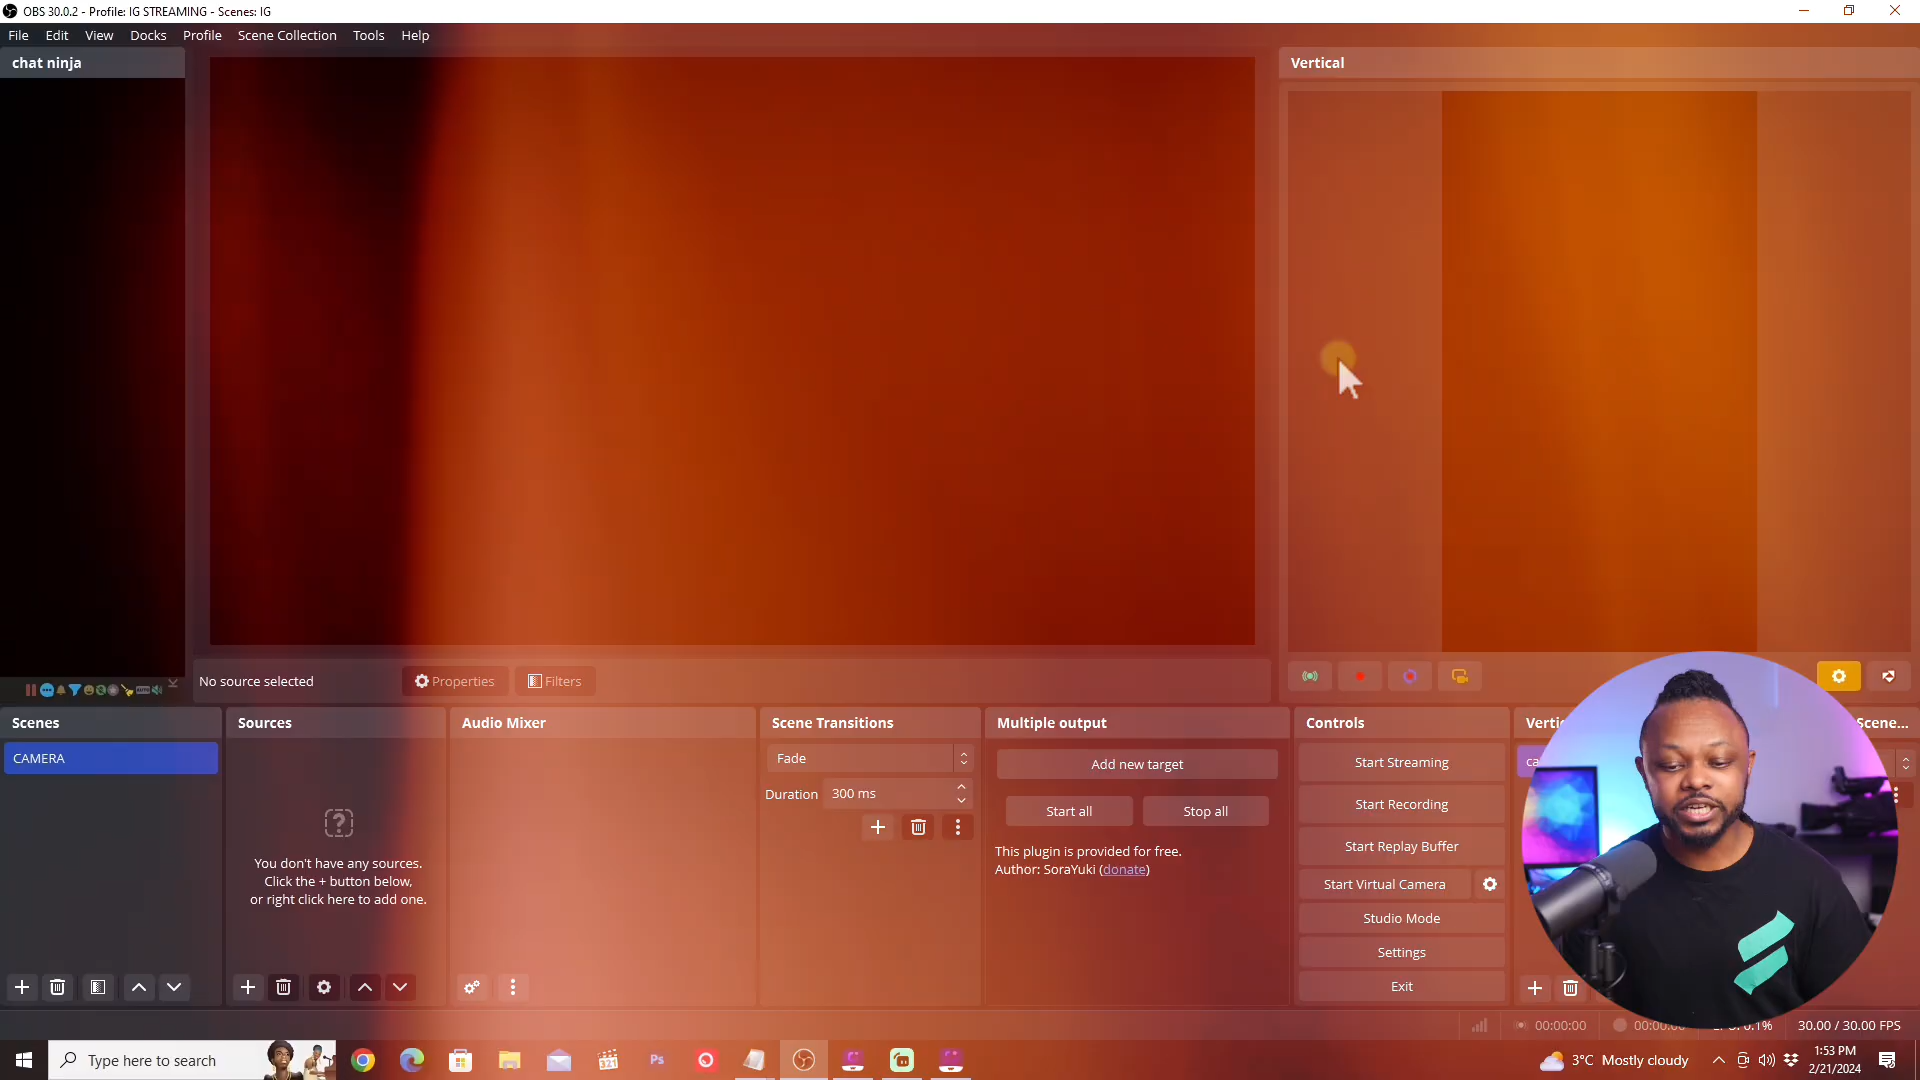 OBS 30.0.2 - Profile: IG STREAMING - Scenes: IG
File Edit View Docks Profile Scene Collection Tools Help
chat ninja
Vertical
No source selected
Properties
Filters
Scenes
Sources
Audio Mixer
Scene Transitions
Multiple output
Controls
Scene...
CAMERA
You don't have any sources.
Click the + button below,
or right click here to add one.
Fade
Duration 300 ms
Add new target
Start all
Stop all
This plugin is provided for free.
Author: SoraYuki (donate)
Start Streaming
Start Recording
Start Replay Buffer
Start Virtual Camera
Studio Mode
Settings
Exit
00:00:00
30.00 / 30.00 FPS
Type here to search
321
Ps
3°C Mostly cloudy
1:53 PM
2/21/2024